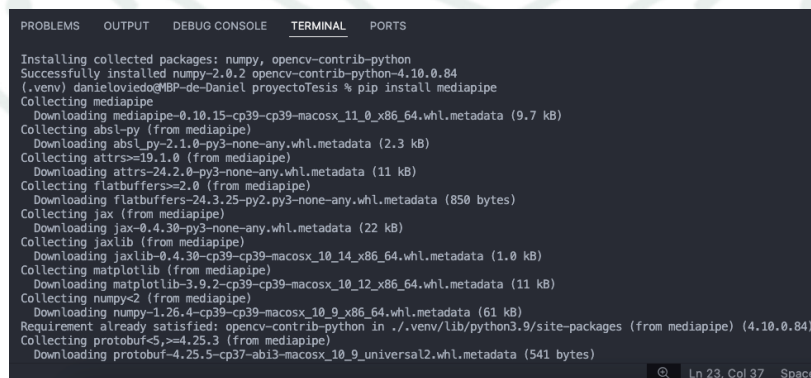 PROBLEMS OUTPUT DEBUG CONSOLE TERMINAL PORTS
Installing collected packages: numpy, opencv-contrib-python
Successfully installed numpy-2.0.2 opencv-contrib-python-4.10.0.84
(.venv) danieloviedo@MBP-de-Daniel proyectoTesis % pip install mediapipe
Collecting mediapipe
  Downloading mediapipe-0.10.15-cp39-cp39-macosx_11_0_x86_64.whl.metadata (9.7 kB)
Collecting absl-py (from mediapipe)
  Downloading absl_py-2.1.0-py3-none-any.whl.metadata (2.3 kB)
Collecting attrs>=19.1.0 (from mediapipe)
  Downloading attrs-24.2.0-py3-none-any.whl.metadata (11 kB)
Collecting flatbuffers>=2.0 (from mediapipe)
  Downloading flatbuffers-24.3.25-py2.py3-none-any.whl.metadata (850 bytes)
Collecting jax (from mediapipe)
  Downloading jax-0.4.30-py3-none-any.whl.metadata (22 kB)
Collecting jaxlib (from mediapipe)
  Downloading jaxlib-0.4.30-cp39-cp39-macosx_10_14_x86_64.whl.metadata (1.0 kB)
Collecting matplotlib (from mediapipe)
  Downloading matplotlib-3.9.2-cp39-cp39-macosx_10_12_x86_64.whl.metadata (11 kB)
Collecting numpy<2 (from mediapipe)
  Downloading numpy-1.26.4-cp39-cp39-macosx_10_9_x86_64.whl.metadata (61 kB)
Requirement already satisfied: opencv-contrib-python in ./.venv/lib/python3.9/site-packages (from mediapipe) (4.10.0.84)
Collecting protobuf<5,>=4.25.3 (from mediapipe)
  Downloading protobuf-4.25.5-cp37-abi3-macosx_10_9_universal2.whl.metadata (541 bytes)
Ln 23, Col 37 Space